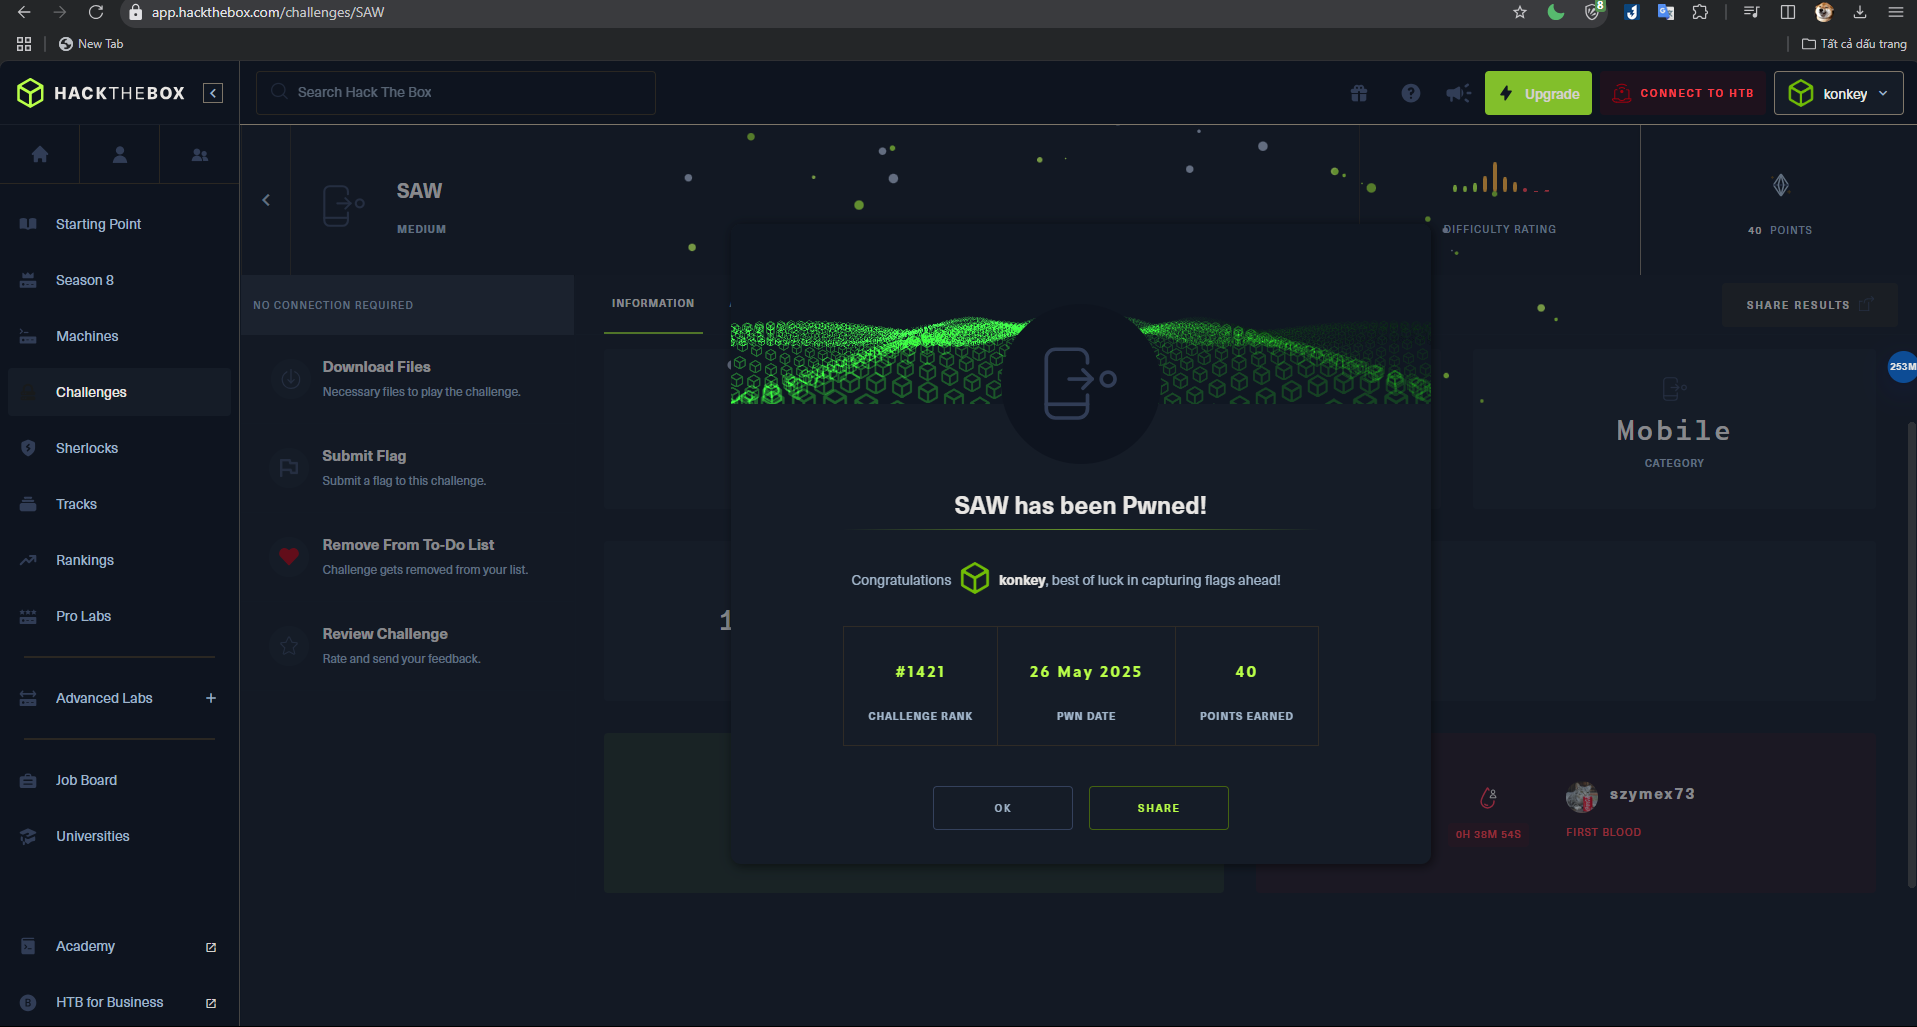 app.hackthebox.com/challenges/SAW
8
New Tab
Tất cả dấu trang
HACKTHEBOX
Search Hack The Box
Upgrade
CONNECT TO HTB
konkey
SAW
MEDIUM
DIFFICULTY RATING
40 POINTS
Starting Point
Season 8
Machines
Challenges
Sherlocks
Tracks
Rankings
Pro Labs
Advanced Labs
Job Board
Universities
Academy
HTB for Business
NO CONNECTION REQUIRED
INFORMATION
SHARE RESULTS
Download Files
Necessary files to play the challenge.
Submit Flag
Submit a flag to this challenge.
Remove From To-Do List
Challenge gets removed from your list.
Review Challenge
Rate and send your feedback.
253M
Mobile
CATEGORY
1
SAW has been Pwned!
Congratulations konkey, best of luck in capturing flags ahead!
#1421
CHALLENGE RANK
26 May 2025
PWN DATE
40
POINTS EARNED
OK
SHARE
0H 38M 54S
szymex73
FIRST BLOOD